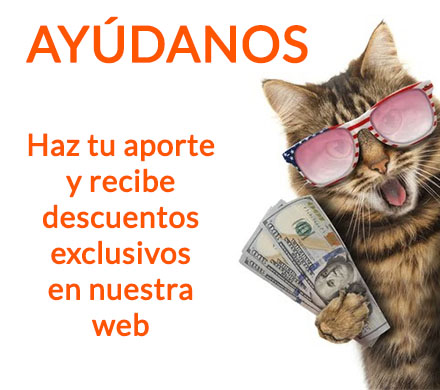 AYÚDANOS
Haz tu aporte
y recibe
descuentos
exclusivos
en nuestra
web